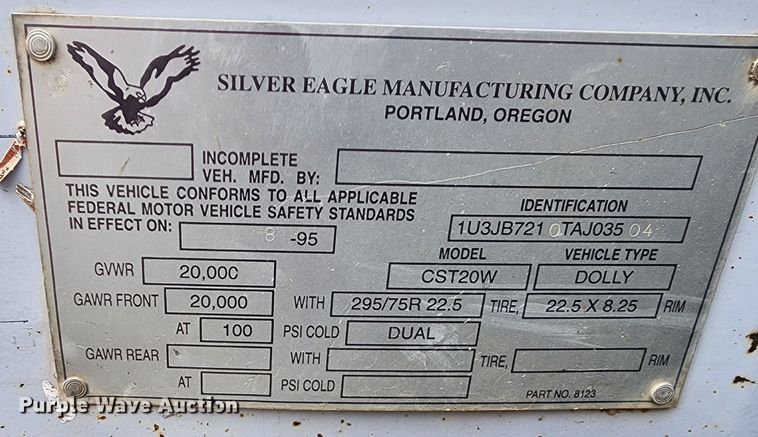 SILVER EAGLE MANUFACTURING COMPANY, INC.
PORTLAND, OREGON
INCOMPLETE
VEH. MFD. BY:
THIS VEHICLE CONFORMS TO ALL APPLICABLE
FEDERAL MOTOR VEHICLE SAFETY STANDARDS
IN EFFECT ON: 8 -95
IDENTIFICATION
1U3JB7210TAJ03504
MODEL VEHICLE TYPE
GVWR 20,000 CST20W DOLLY
GAWR FRONT 20,000 WITH 295/75R 22.5 TIRE, 22.5 X 8.25 RIM
AT 100 PSI COLD DUAL
GAWR REAR WITH TIRE, RIM
AT PSI COLD
PART NO. 8123
Purple Wave Auction